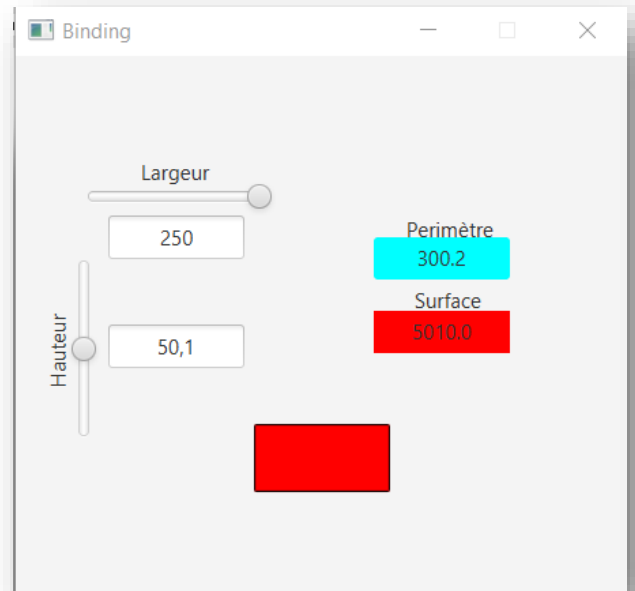 Binding
Largeur
250
Perimètre
300.2
Surface
5010.0
Hauteur
50,1